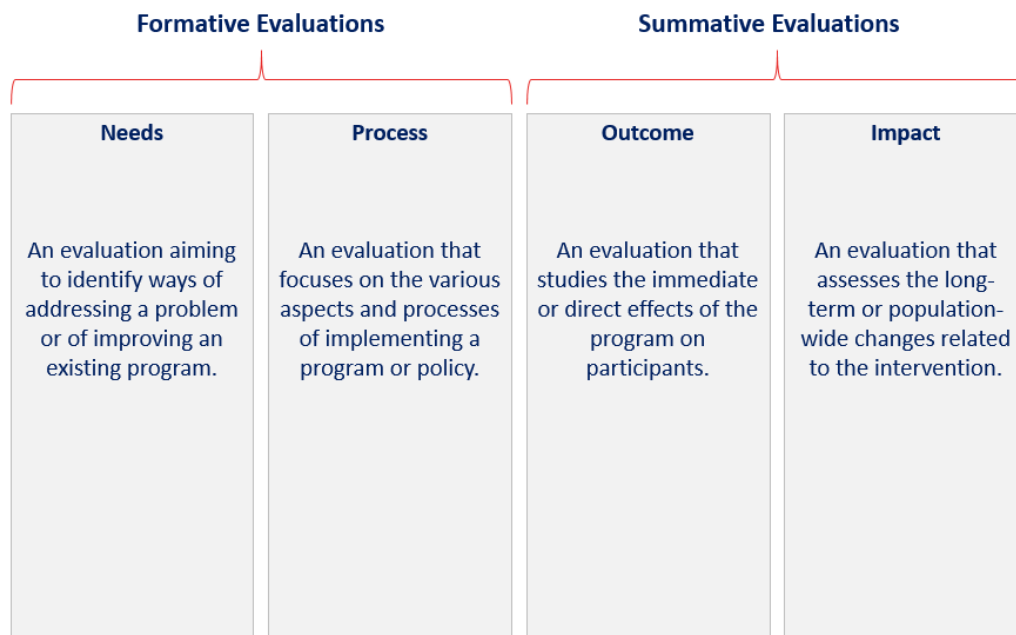 Formative Evaluations
Summative Evaluations
Needs
An evaluation aiming
to identify ways of
addressing a problem
or of improving an
existing program.
Process
An evaluation that
focuses on the various
aspects and processes
of implementing a
program or policy.
Outcome
An evaluation that
studies the immediate
or direct effects of the
program on
participants.
Impact
An evaluation that
assesses the long-
term or population-
wide changes related
to the intervention.